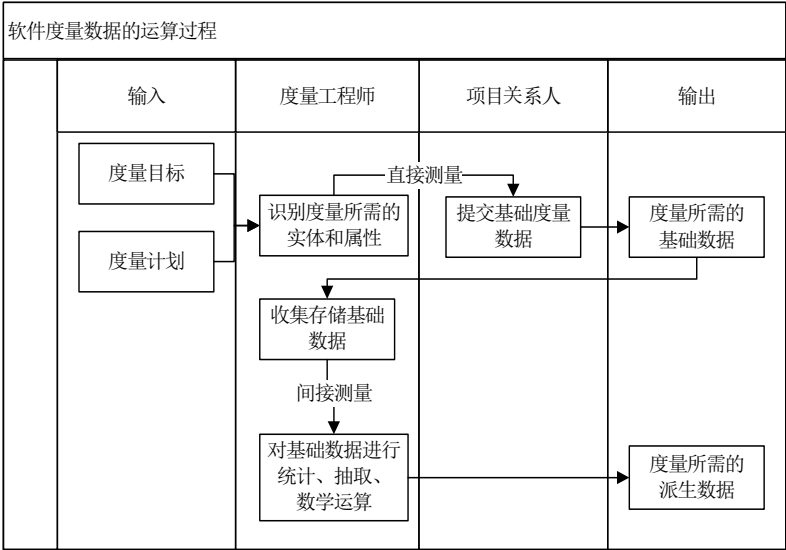 软件度量数据的运算过程
输入
度量工程师
项目关系人
输出
度量目标
直接测量
识别度量所需的
实体和属性
提交基础度量
数据
度量所需的
基础数据
度量计划
收集存储基础
数据
间接测量
对基础数据进行
统计、抽取、
数学运算
度量所需的
派生数据